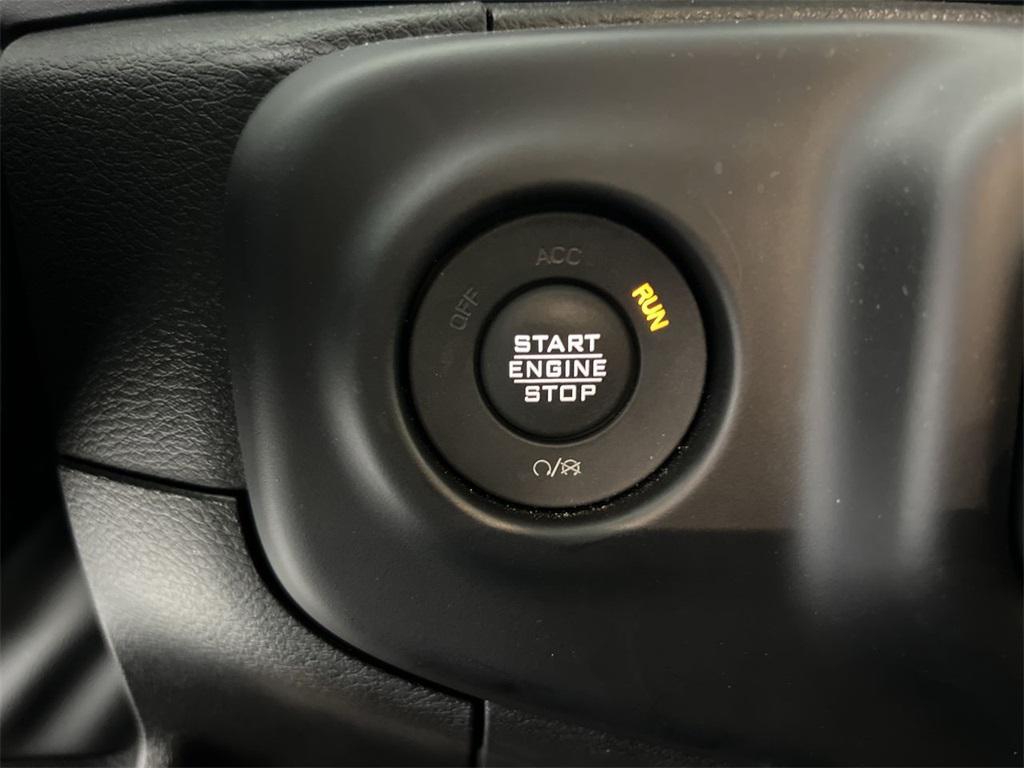 ACC
OFF
RUN
START
ENGINE
STOP